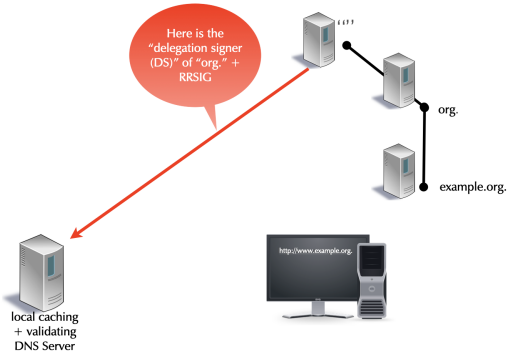 Here is the
“delegation signer
(DS)” of “org.” +
RRSIG
“”
org.
example.org.
http://www.example.org.
local caching
+ validating
DNS Server